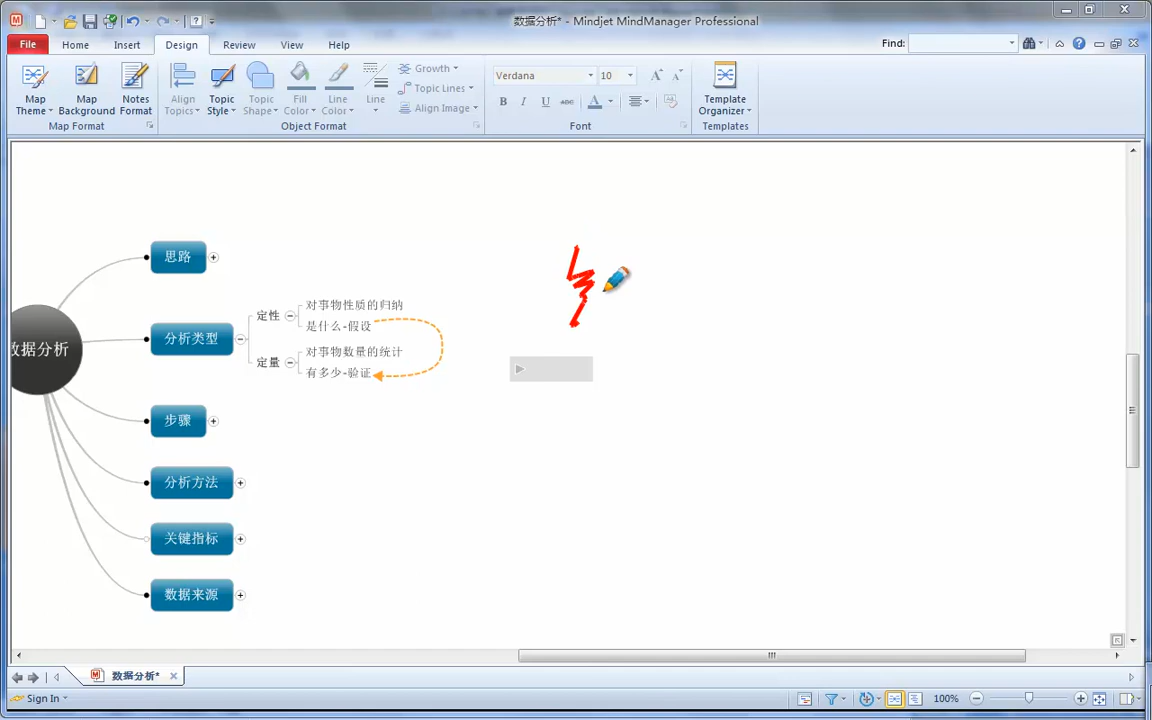 数据分析* - Mindjet MindManager Professional
File Home Insert Design Review View Help
Find:
Map Theme
Map Background
Notes Format
Map Format
Align Topics
Topic Style
Topic Shape
Fill Color
Line Color
Line
Growth
Topic Lines
Align Image
Object Format
Verdana 10
B I U abc A
Font
Template Organizer
Templates
数据分析
思路
分析类型
定性
对事物性质的归纳
是什么-假设
定量
对事物数量的统计
有多少-验证
步骤
分析方法
关键指标
数据来源
数据分析*
Sign In
100%